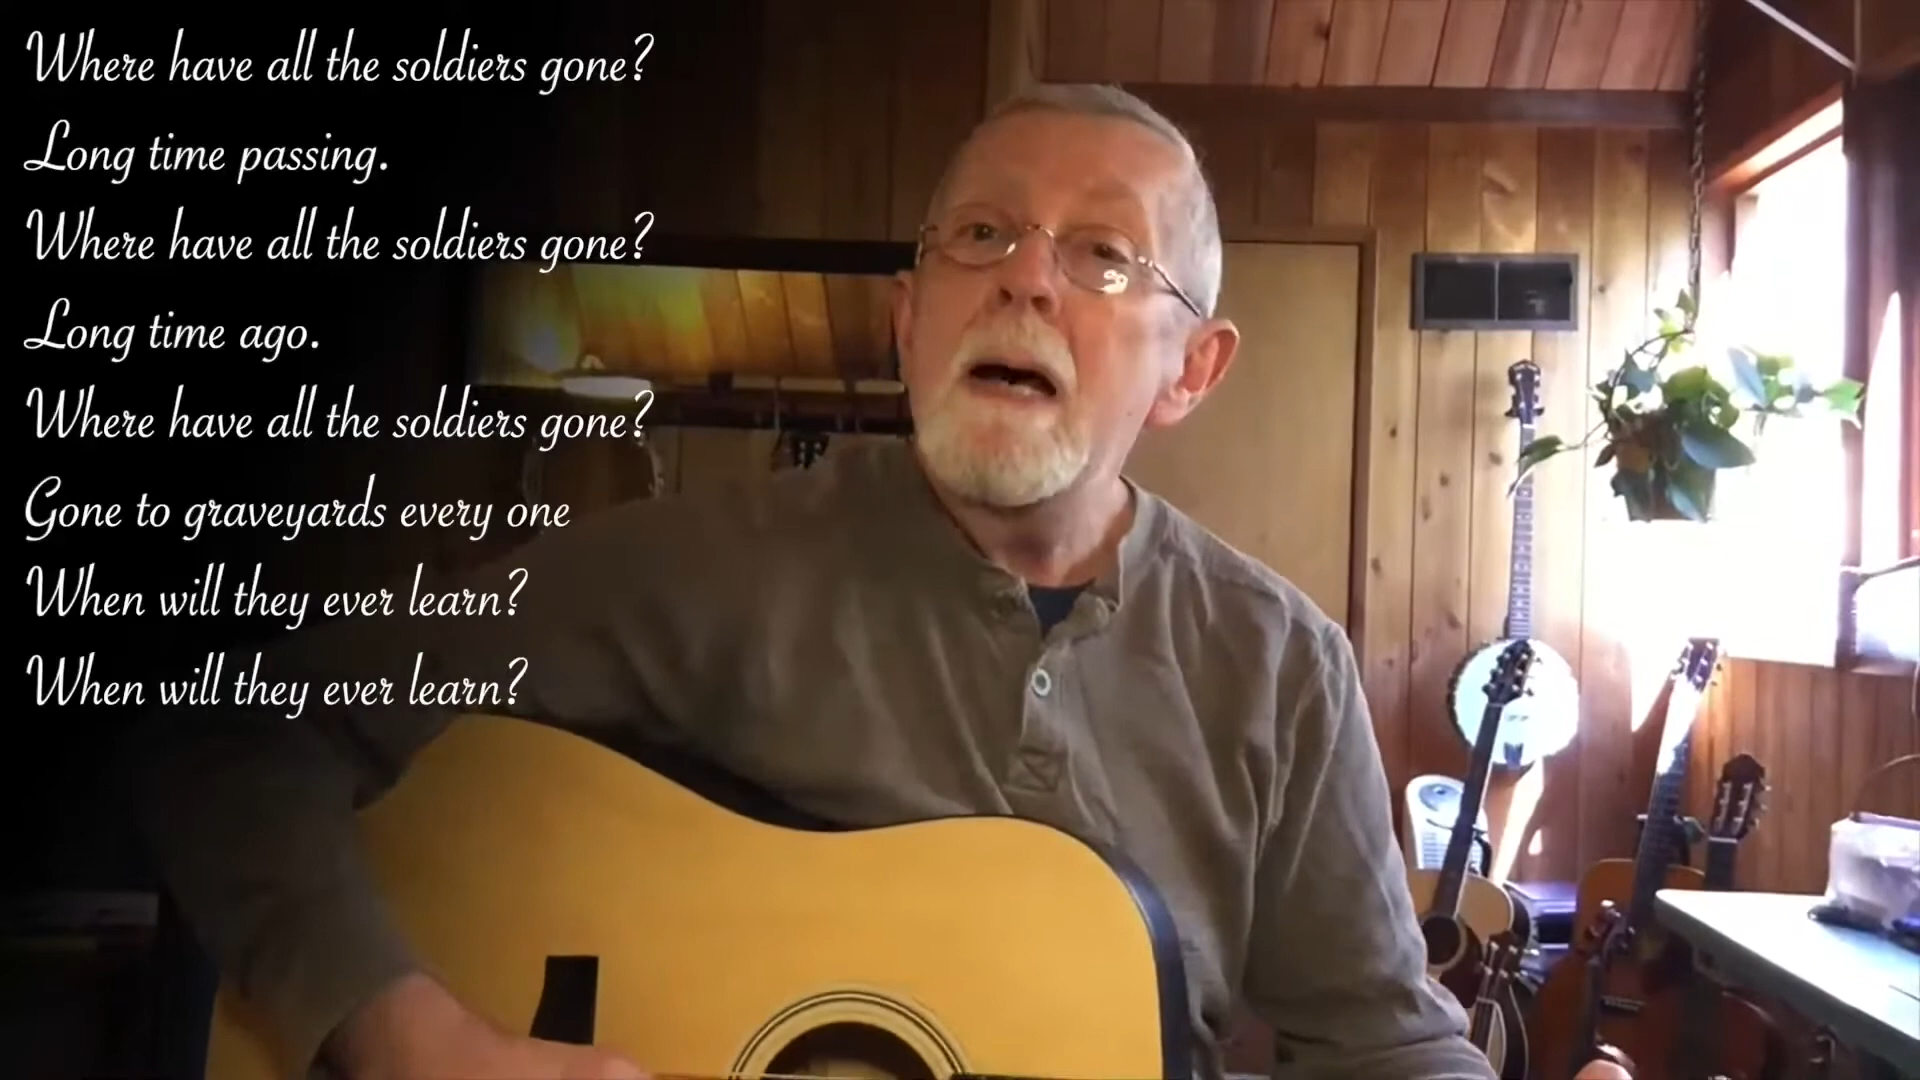 Where have all the soldiers gone?
Long time passing.
Where have all the soldiers gone?
Long time ago.
Where have all the soldiers gone?
Gone to graveyards every one
When will they ever learn?
When will they ever learn?